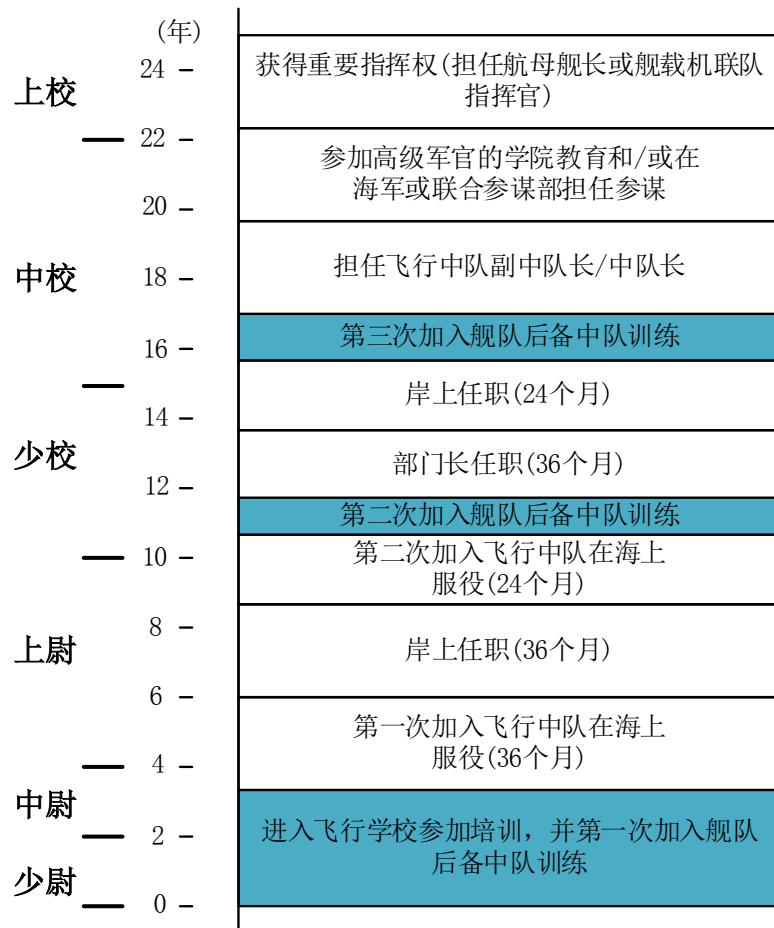 (年)
24
获得重要指挥权(担任航母舰长或舰载机联队
指挥官)
上校
22
参加高级军官的学院教育和/或在
海军或联合参谋部担任参谋
20
中校
18
担任飞行中队副中队长/中队长
16
第三次加入舰队后备中队训练
岸上任职(24个月)
14
少校
部门长任职(36个月)
12
第二次加入舰队后备中队训练
10
第二次加入飞行中队在海上
服役(24个月)
8
上尉
岸上任职(36个月)
6
第一次加入飞行中队在海上
服役(36个月)
4
中尉
2
进入飞行学校参加培训，并第一次加入舰队
后备中队训练
少尉
0